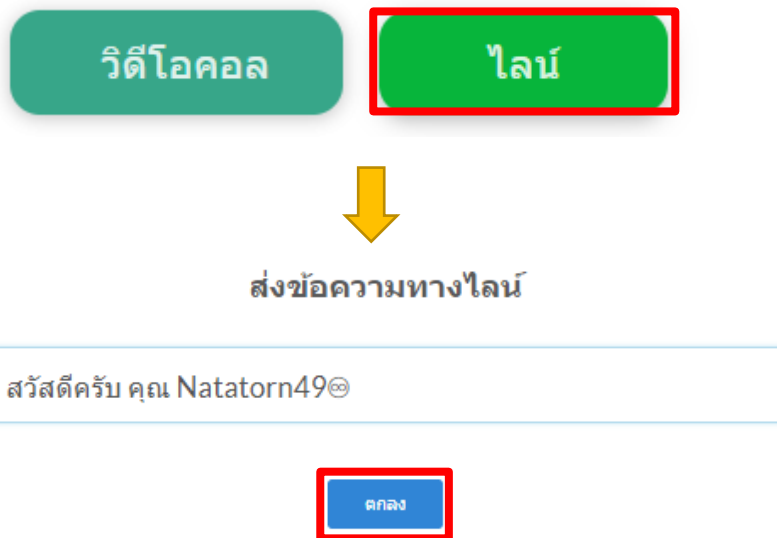 วิดีโอคอล ไลน์
ส่งข้อความทางไลน์
สวัสดีครับ คุณ Natatorn49♾
ตกลง